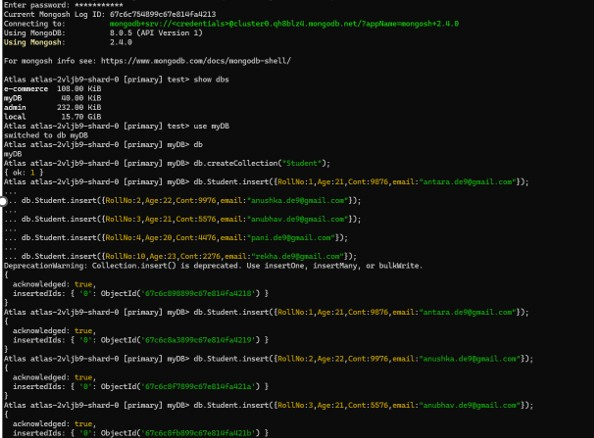 Enter password: ***********
Current Mongosh Log ID: 67c6c754899c67e814fa4213
Connecting to: mongodb+srv://<credentials>@cluster0.qh8blz4.mongodb.net/?appName=mongosh+2.4.0
Using MongoDB: 8.0.5 (API Version 1)
Using Mongosh: 2.4.0
For mongosh info see: https://www.mongodb.com/docs/mongodb-shell/
Atlas atlas-2vljb9-shard-0 [primary] test> show dbs
e-commerce 108.00 KiB
myDB 40.00 KiB
admin 232.00 KiB
local 15.70 GiB
Atlas atlas-2vljb9-shard-0 [primary] test> use myDB
switched to db myDB
Atlas atlas-2vljb9-shard-0 [primary] myDB> db
myDB
Atlas atlas-2vljb9-shard-0 [primary] myDB> db.createCollection("Student");
{ ok: 1 }
Atlas atlas-2vljb9-shard-0 [primary] myDB> db.Student.insert({RollNo:1,Age:21,Cont:9876,email:"antara.de9@gmail.com"});
...
... db.Student.insert({RollNo:2,Age:22,Cont:9976,email:"anushka.de9@gmail.com"});
...
... db.Student.insert({RollNo:3,Age:21,Cont:5576,email:"anubhav.de9@gmail.com"});
...
... db.Student.insert({RollNo:4,Age:20,Cont:4476,email:"pani.de9@gmail.com"});
...
... db.Student.insert({RollNo:10,Age:23,Cont:2276,email:"rekha.de9@gmail.com"});
DeprecationWarning: Collection.insert() is deprecated. Use insertOne, insertMany, or bulkWrite.
{
acknowledged: true,
insertedIds: { '0': ObjectId('67c6c898899c67e814fa4218') }
}
Atlas atlas-2vljb9-shard-0 [primary] myDB> db.Student.insert({RollNo:1,Age:21,Cont:9876,email:"antara.de9@gmail.com"});
{
acknowledged: true,
insertedIds: { '0': ObjectId('67c6c8a3899c67e814fa4219') }
}
Atlas atlas-2vljb9-shard-0 [primary] myDB> db.Student.insert({RollNo:2,Age:22,Cont:9976,email:"anushka.de9@gmail.com"});
{
acknowledged: true,
insertedIds: { '0': ObjectId('67c6c8f7899c67e814fa421a') }
}
Atlas atlas-2vljb9-shard-0 [primary] myDB> db.Student.insert({RollNo:3,Age:21,Cont:5576,email:"anubhav.de9@gmail.com"});
{
acknowledged: true,
insertedIds: { '0': ObjectId('67c6c8fb899c67e814fa421b') }